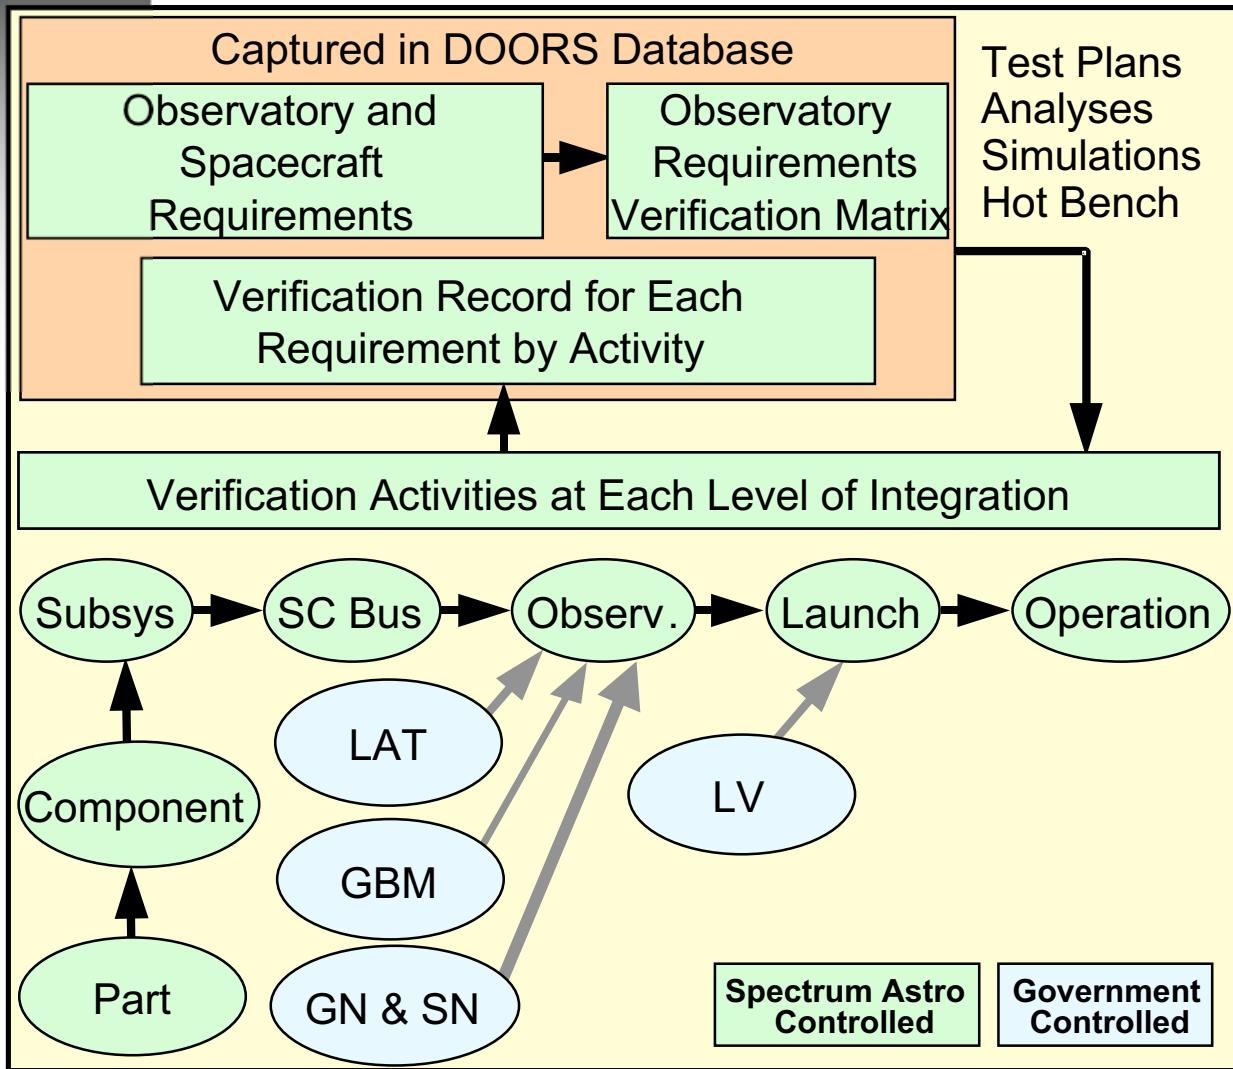 Captured in DOORS Database
Observatory and
Spacecraft
Requirements
Observatory
Requirements
Verification Matrix
Test Plans
Analyses
Simulations
Hot Bench
Verification Record for Each
Requirement by Activity
Verification Activities at Each Level of Integration
Subsys
SC Bus
Observ.
Launch
Operation
LAT
Component
LV
GBM
Part
GN & SN
Spectrum Astro
Controlled
Government
Controlled